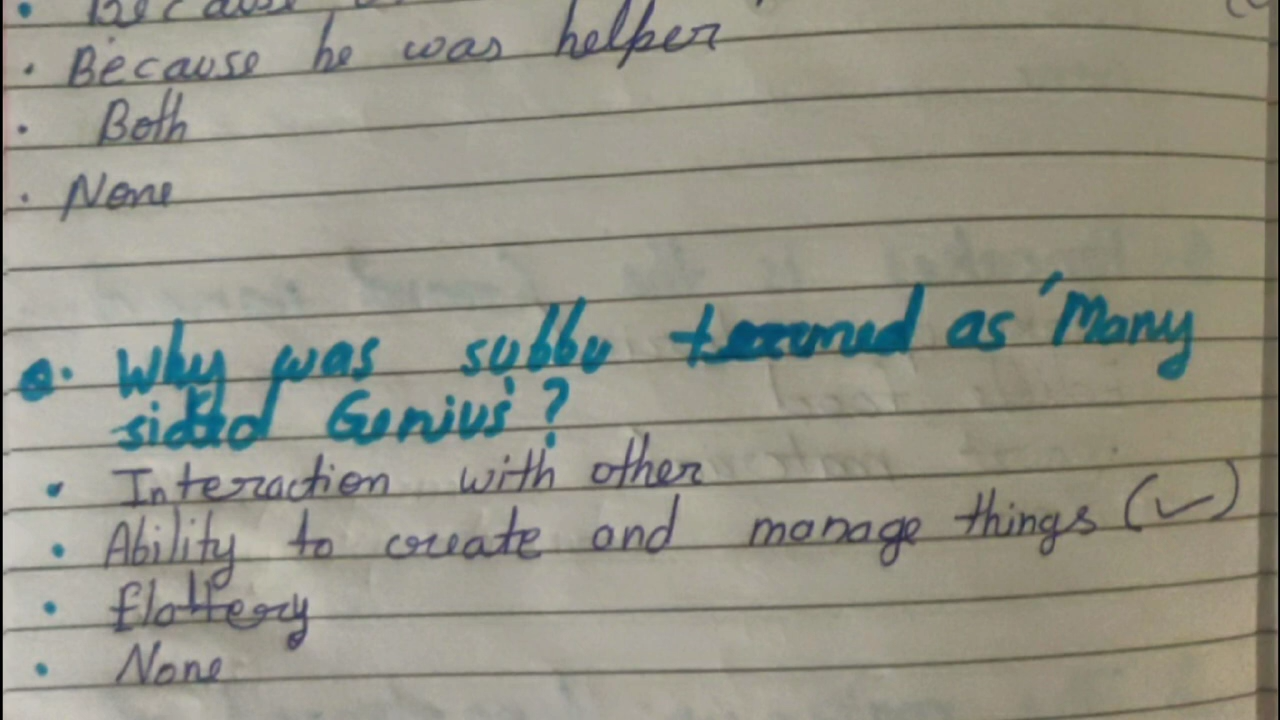 • Because
• Because he was helper
• Both
• None
Q. Why was subbu termed as 'Many
sided Genius'?
• Interaction with other
• Ability to create and manage things (✓)
• flattery
• None